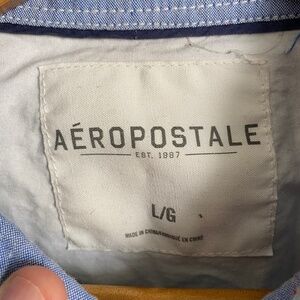 AÉROPOSTALE
EST. 1987
L/G
MADE IN CHINA/FABRIQUÉ EN CHINE